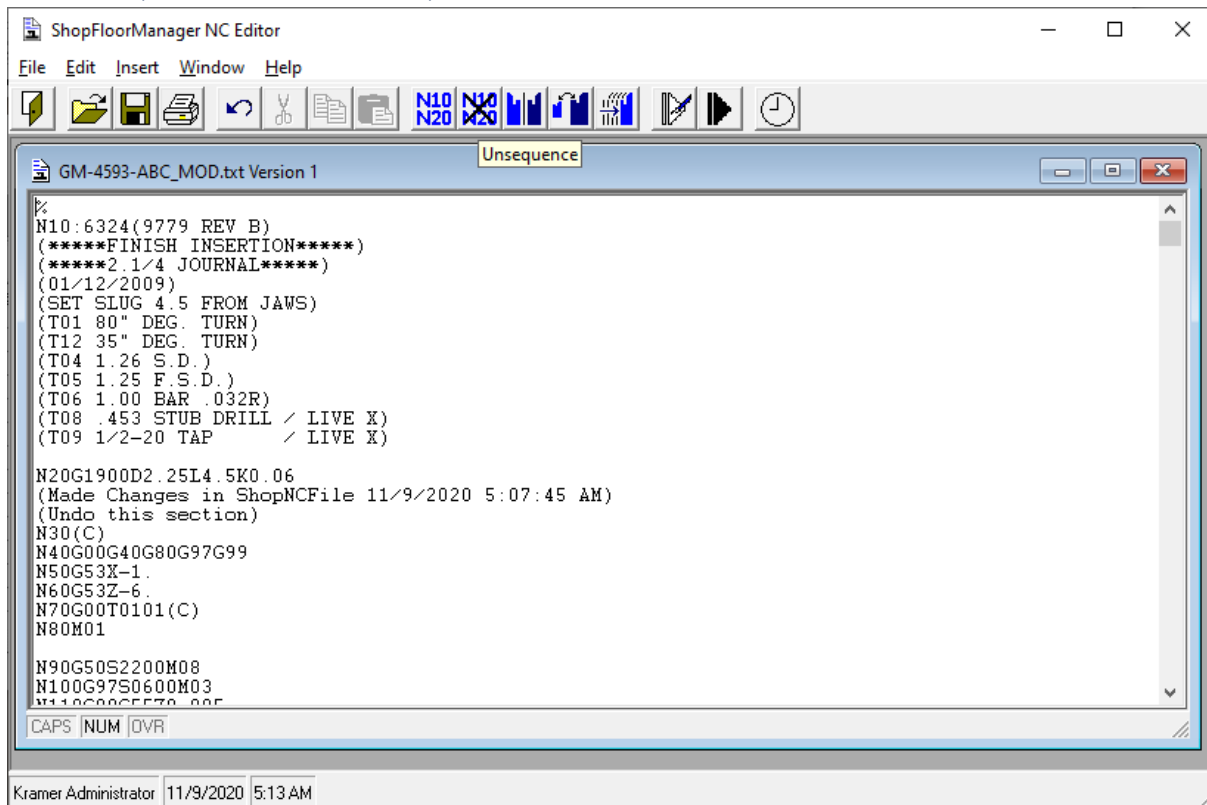 ShopFloorManager NC Editor
File Edit Insert Window Help
N10 N20 N10 N20
Unsequence
GM-4593-ABC_MOD.txt Version 1
%
N10:6324(9779 REV B)
(*****FINISH INSERTION*****)
(*****2.1/4 JOURNAL*****)
(01/12/2009)
(SET SLUG 4.5 FROM JAWS)
(T01 80" DEG. TURN)
(T12 35" DEG. TURN)
(T04 1.26 S.D.)
(T05 1.25 F.S.D.)
(T06 1.00 BAR .032R)
(T08 .453 STUB DRILL / LIVE X)
(T09 1/2-20 TAP      / LIVE X)
N20G1900D2.25L4.5K0.06
(Made Changes in ShopNCFile 11/9/2020 5:07:45 AM)
(Undo this section)
N30(C)
N40G00G40G80G97G99
N50G53X-1.
N60G53Z-6.
N70G00T0101(C)
N80M01
N90G50S2200M08
N100G97S0600M03
CAPS NUM OVR
Kramer Administrator 11/9/2020 5:13 AM